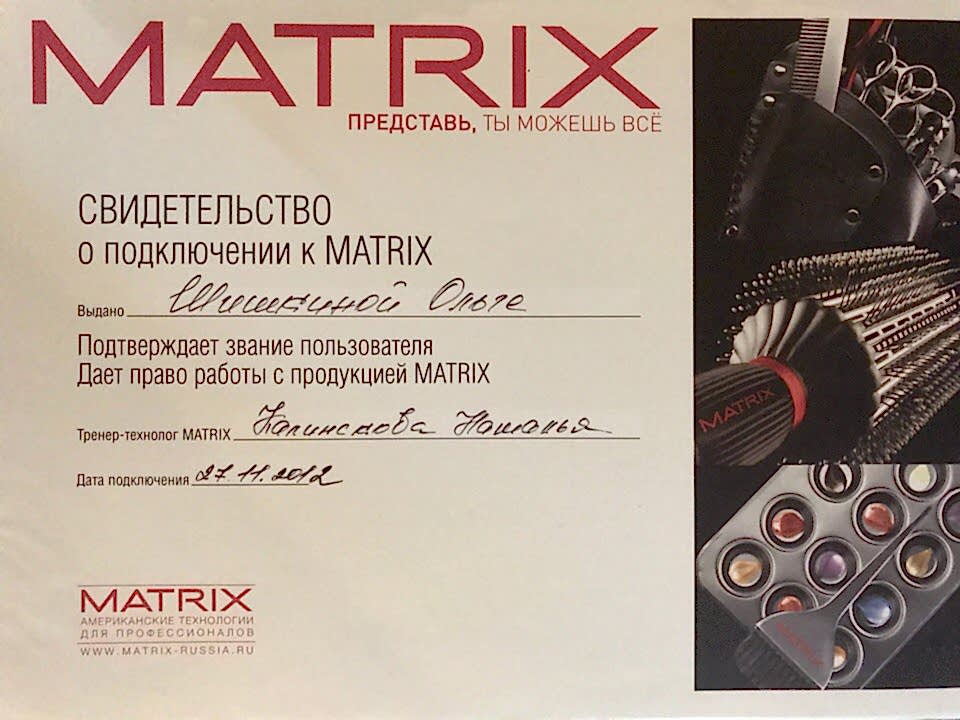 MATRIX
ПРЕДСТАВЬ, ТЫ МОЖЕШЬ ВСЁ
СВИДЕТЕЛЬСТВО
о подключении к MATRIX
Выдано Шишкиной Ольге
Подтверждает звание пользователя
Дает право работы с продукцией MATRIX
Тренер-технолог MATRIX Наталья
Дата подключения 27.11.2012
MATRIX
АМЕРИКАНСКИЕ ТЕХНОЛОГИИ
ДЛЯ ПРОФЕССИОНАЛОВ
WWW.MATRIX-RUSSIA.RU
MATRIX
MATRIX